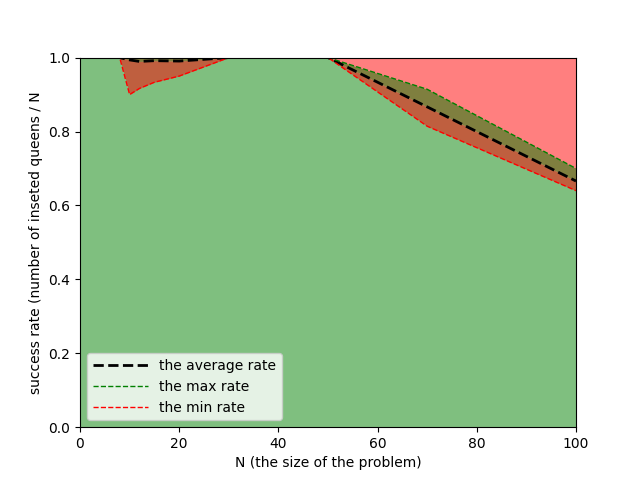 1.0
0.8
0.6
0.4
0.2
0.0
success rate (number of inseted queens / N
the average rate
the max rate
the min rate
0 20 40 60 80 100
N (the size of the problem)